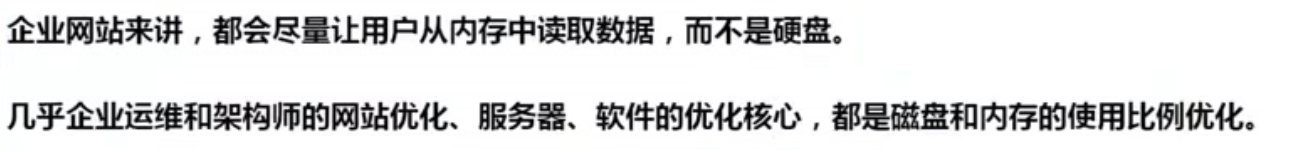 企业网站来讲，都会尽量让用户从内存中读取数据，而不是硬盘。
几乎企业运维和架构师的网站优化、服务器、软件的优化核心，都是磁盘和内存的使用比例优化。